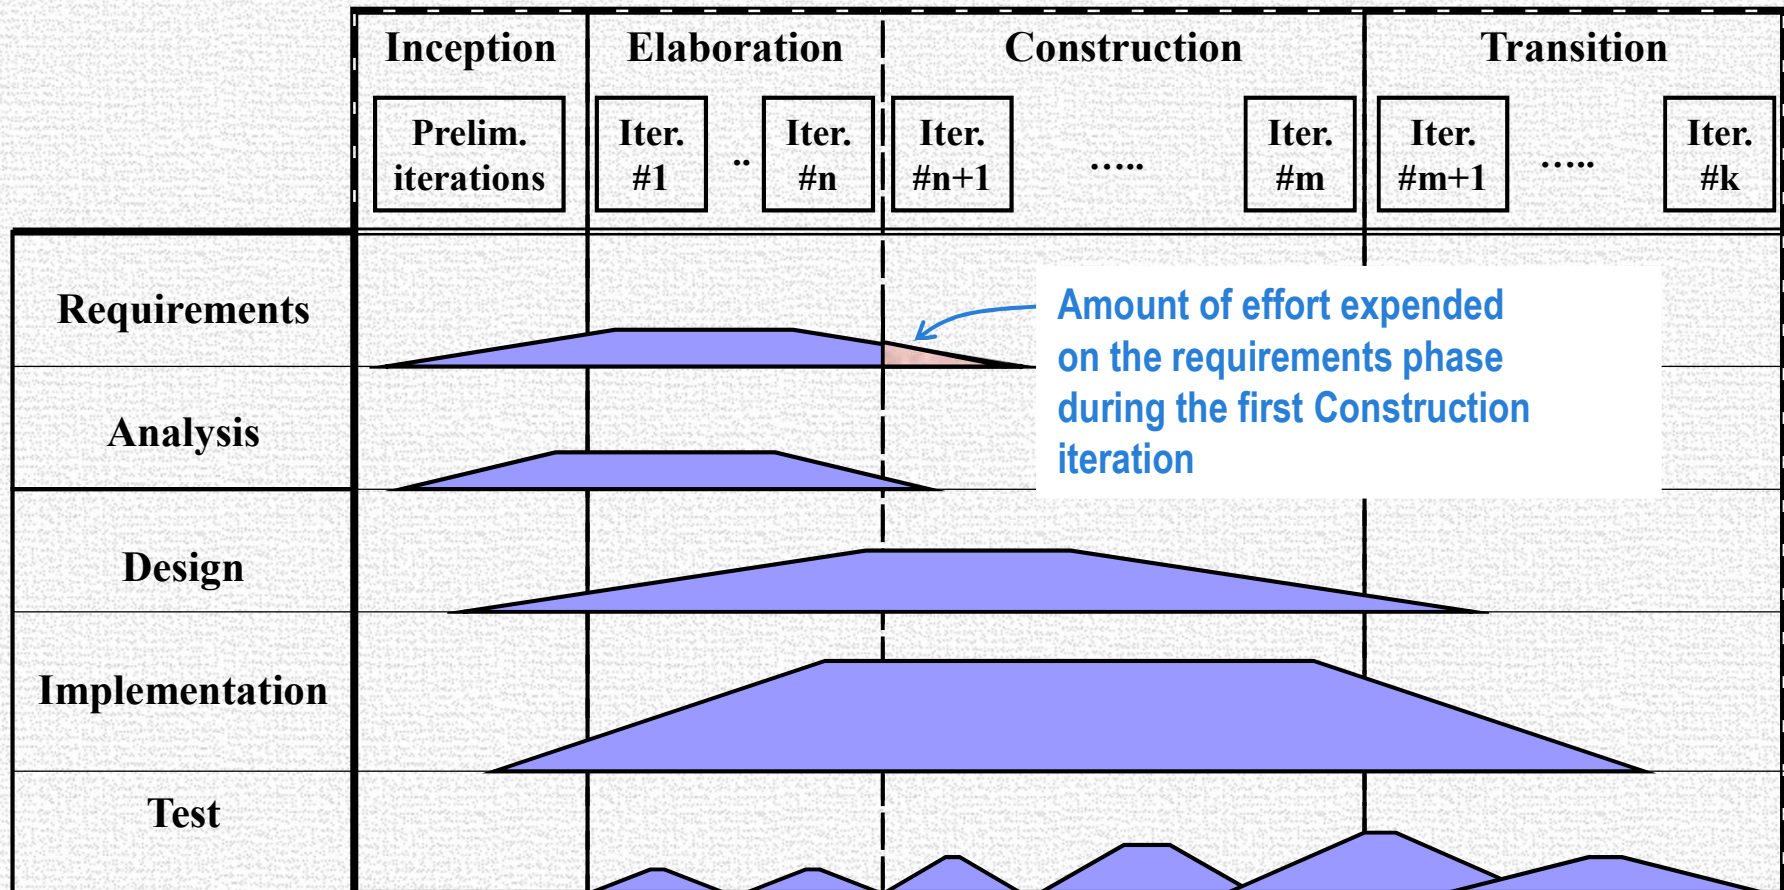 Inception Elaboration Construction Transition
Prelim. Iter. Iter. Iter. Iter. Iter. Iter.
iterations #1 .. #n #n+1 ..... #m #m+1 ..... #k
Requirements
Amount of effort expended
on the requirements phase
during the first Construction
iteration
Analysis
Design
Implementation
Test